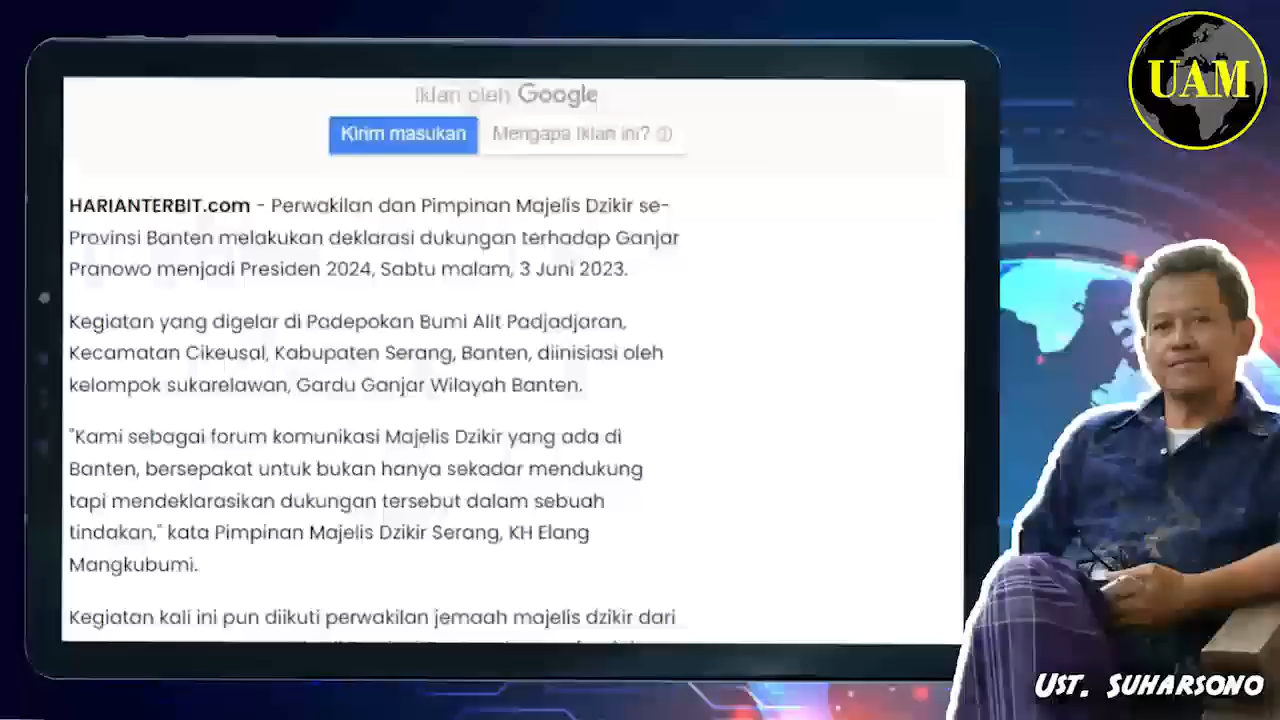 Iklan oleh Google
Kirim masukan
Mengapa Iklan ini?
HARIANTERBIT.com - Perwakilan dan Pimpinan Majelis Dzikir se-
Provinsi Banten melakukan deklarasi dukungan terhadap Ganjar
Pranowo menjadi Presiden 2024, Sabtu malam, 3 Juni 2023.
Kegiatan yang digelar di Padepokan Bumi Alit Padjadjaran,
Kecamatan Cikeusal, Kabupaten Serang, Banten, diinisiasi oleh
kelompok sukarelawan, Gardu Ganjar Wilayah Banten.
"Kami sebagai forum komunikasi Majelis Dzikir yang ada di
Banten, bersepakat untuk bukan hanya sekadar mendukung
tapi mendeklarasikan dukungan tersebut dalam sebuah
tindakan," kata Pimpinan Majelis Dzikir Serang, KH Elang
Mangkubumi.
Kegiatan kali ini pun diikuti perwakilan jemaah majelis dzikir dari
UAM
UST. SUHARSONO